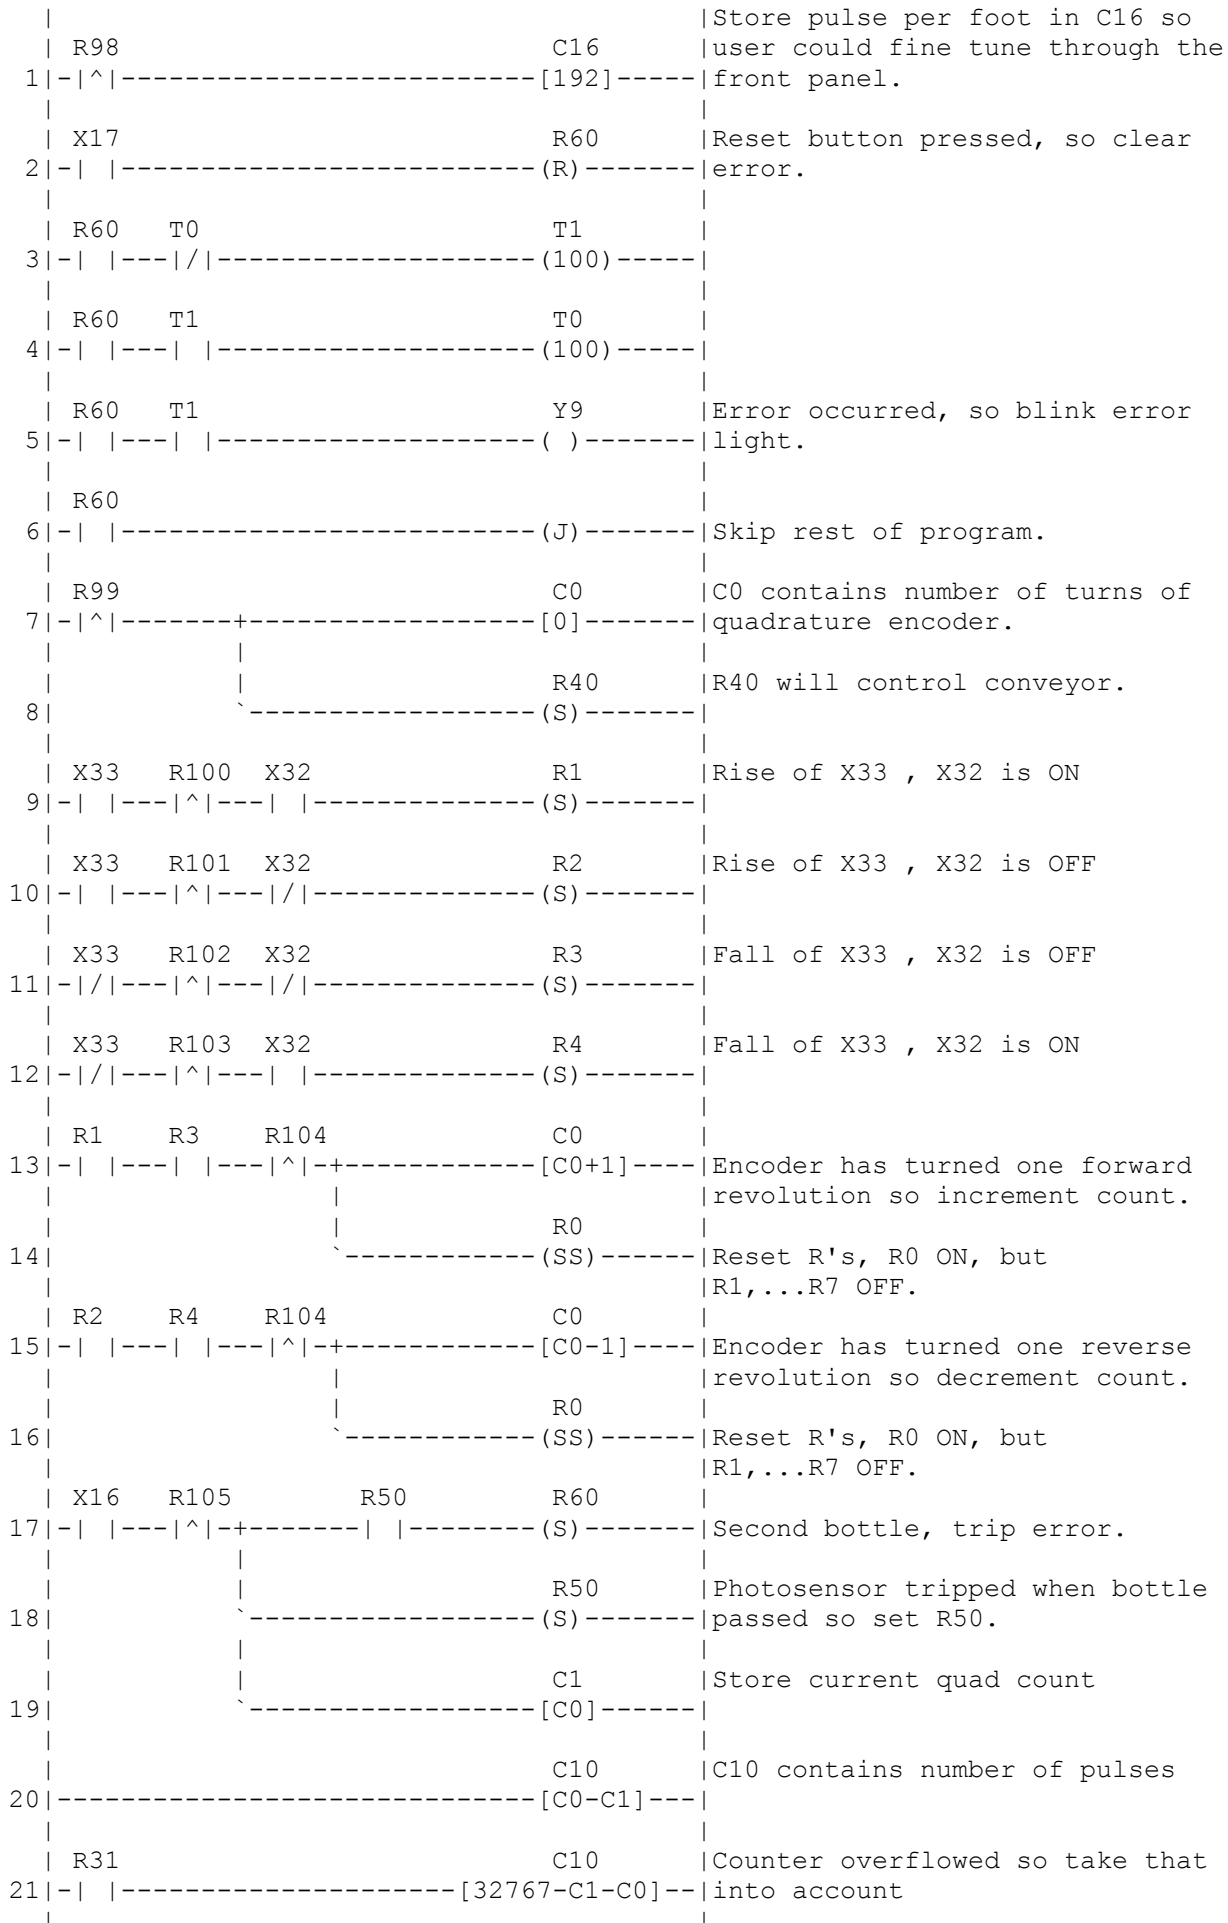 |                                         |Store pulse per foot in C16 so
   | R98                           C16       |user could fine tune through the
  1|-|^|--------------------------[192]-----|front panel.
   |                                         |
   | X17                           R60       |Reset button pressed, so clear
  2|-| |--------------------------(R)-------|error.
   |                                         |
   | R60   T0                      T1        |
  3|-| |---|/|--------------------(100)-----|
   |                                         |
   | R60   T1                      T0        |
  4|-| |---| |--------------------(100)-----|
   |                                         |
   | R60   T1                      Y9        |Error occurred, so blink error
  5|-| |---| |--------------------( )-------|light.
   |                                         |
   | R60                                     |
  6|-| |--------------------------(J)-------|Skip rest of program.
   |                                         |
   | R99                           C0        |C0 contains number of turns of
  7|-|^|-------+------------------[0]-------|quadrature encoder.
   |           |                             |
   |           |                   R40       |R40 will control conveyor.
  8|           `------------------(S)-------|
   |                                         |
   | X33   R100  X32               R1        |Rise of X33 , X32 is ON
  9|-| |---|^|---| |--------------(S)-------|
   |                                         |
   | X33   R101  X32               R2        |Rise of X33 , X32 is OFF
 10|-| |---|^|---|/|--------------(S)-------|
   |                                         |
   | X33   R102  X32               R3        |Fall of X33 , X32 is OFF
 11|-|/|---|^|---|/|--------------(S)-------|
   |                                         |
   | X33   R103  X32               R4        |Fall of X33 , X32 is ON
 12|-|/|---|^|---| |--------------(S)-------|
   |                                         |
   | R1    R3    R104              C0        |
 13|-| |---| |---|^|-+------------[C0+1]----|Encoder has turned one forward
   |                 |                       |revolution so increment count.
   |                 |             R0        |
 14|                 `------------(SS)------|Reset R's, R0 ON, but
   |                                         |R1,...R7 OFF.
   | R2    R4    R104              C0        |
 15|-| |---| |---|^|-+------------[C0-1]----|Encoder has turned one reverse
   |                 |                       |revolution so decrement count.
   |                 |             R0        |
 16|                 `------------(SS)------|Reset R's, R0 ON, but
   |                                         |R1,...R7 OFF.
   | X16   R105        R50         R60       |
 17|-| |---|^|-+-------| |--------(S)-------|Second bottle, trip error.
   |           |                             |
   |           |                   R50       |Photosensor tripped when bottle
 18|           `------------------(S)-------|passed so set R50.
   |           |                             |
   |           |                   C1        |Store current quad count
 19|           `------------------[C0]------|
   |                                         |
   |                               C10       |C10 contains number of pulses
 20|------------------------------[C0-C1]---|
   |                                         |
   | R31                           C10       |Counter overflowed so take that
 21|-| |---------------------[32767-C1-C0]--|into account
   |                                         |